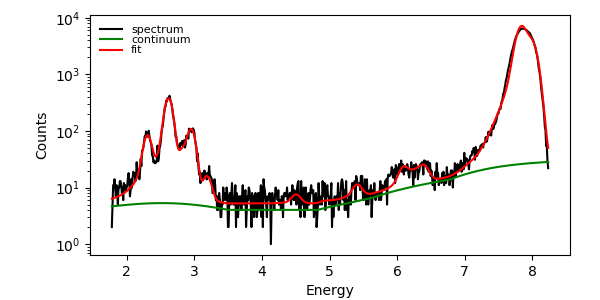 10⁴
10³
10²
10¹
10⁰
Counts
spectrum
continuum
fit
2 3 4 5 6 7 8
Energy